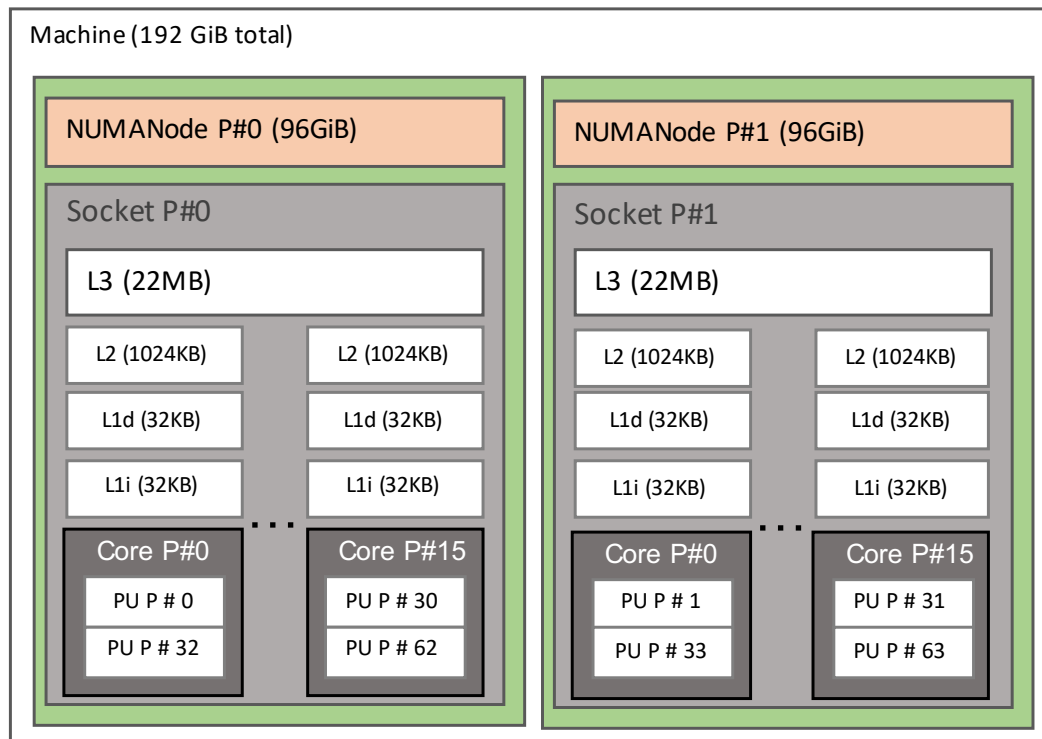 Machine (192 GiB total)
NUMANode P#0 (96GiB)
Socket P#0
L3 (22MB)
L2 (1024KB)
L2 (1024KB)
L1d (32KB)
L1d (32KB)
L1i (32KB)
L1i (32KB)
...
Core P#0
PU P # 0
PU P # 32
Core P#15
PU P # 30
PU P # 62
NUMANode P#1 (96GiB)
Socket P#1
L3 (22MB)
L2 (1024KB)
L2 (1024KB)
L1d (32KB)
L1d (32KB)
L1i (32KB)
L1i (32KB)
...
Core P#0
PU P # 1
PU P # 33
Core P#15
PU P # 31
PU P # 63